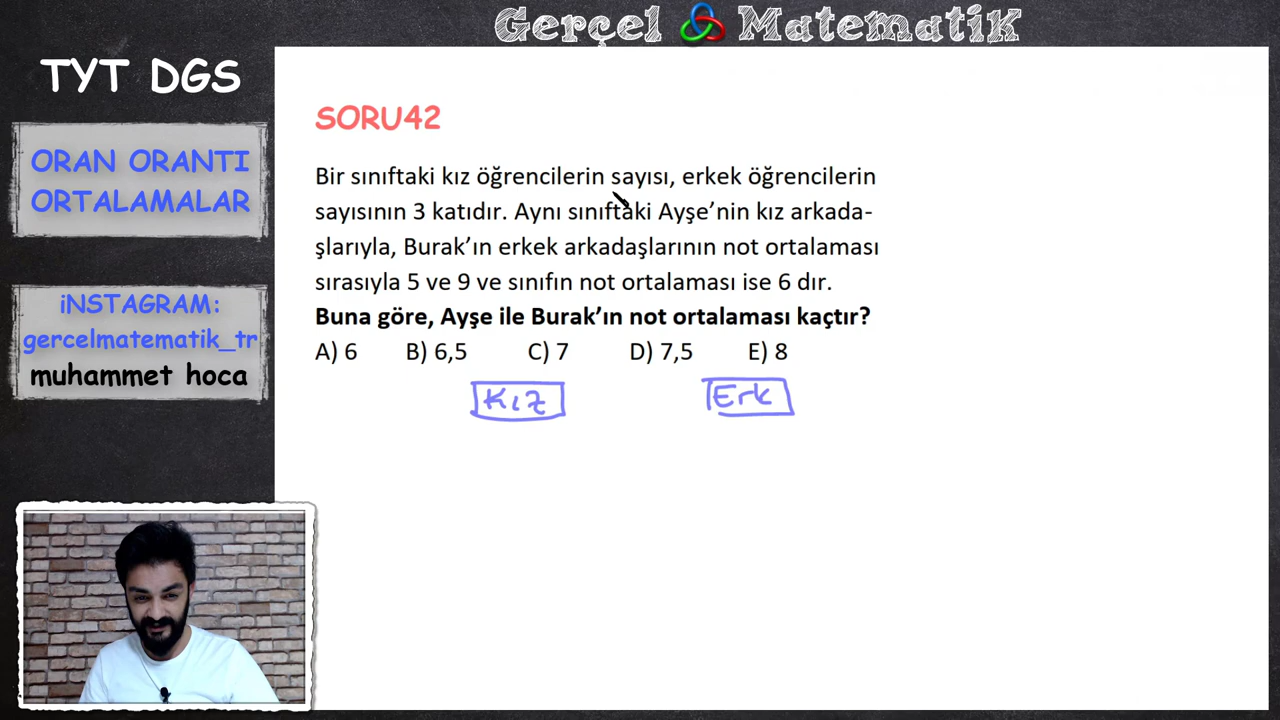 Gerçel Matematik
TYT DGS
ORAN ORANTI
ORTALAMALAR
iNSTAGRAM:
gercelmatematik_tr
muhammet hoca
SORU42
Bir sınıftaki kız öğrencilerin sayısı, erkek öğrencilerin
sayısının 3 katıdır. Aynı sınıftaki Ayşe’nin kız arkada-
şlarıyla, Burak’ın erkek arkadaşlarının not ortalaması
sırasıyla 5 ve 9 ve sınıfın not ortalaması ise 6 dır.
Buna göre, Ayşe ile Burak’ın not ortalaması kaçtır?
A) 6 B) 6,5 C) 7 D) 7,5 E) 8
Kız Erk